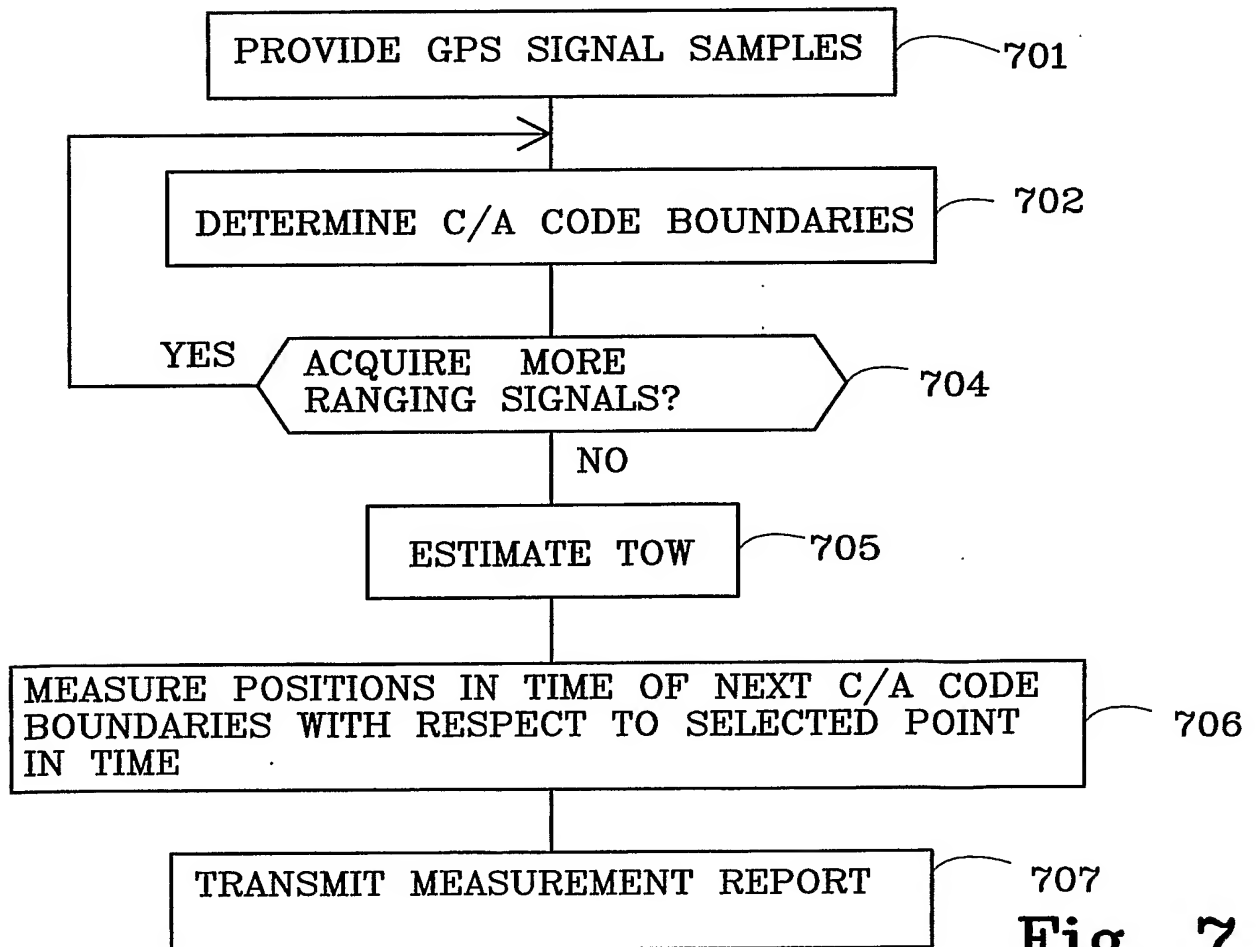 PROVIDE GPS SIGNAL SAMPLES
701
DETERMINE C/A CODE BOUNDARIES
702
YES
ACQUIRE MORE
RANGING SIGNALS?
704
NO
ESTIMATE TOW
705
MEASURE POSITIONS IN TIME OF NEXT C/A CODE
BOUNDARIES WITH RESPECT TO SELECTED POINT
IN TIME
706
TRANSMIT MEASUREMENT REPORT
707
Fig. 7